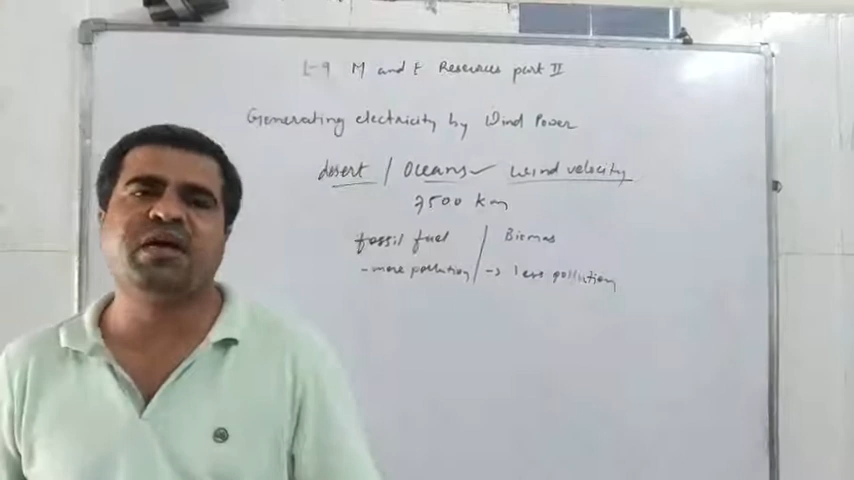 L-9 M and E Resources part II
Generating electricity by Wind Power
desert / Oceans wind velocity
7500 km
fossil fuel / Biomas
- more pollution / -> less pollution